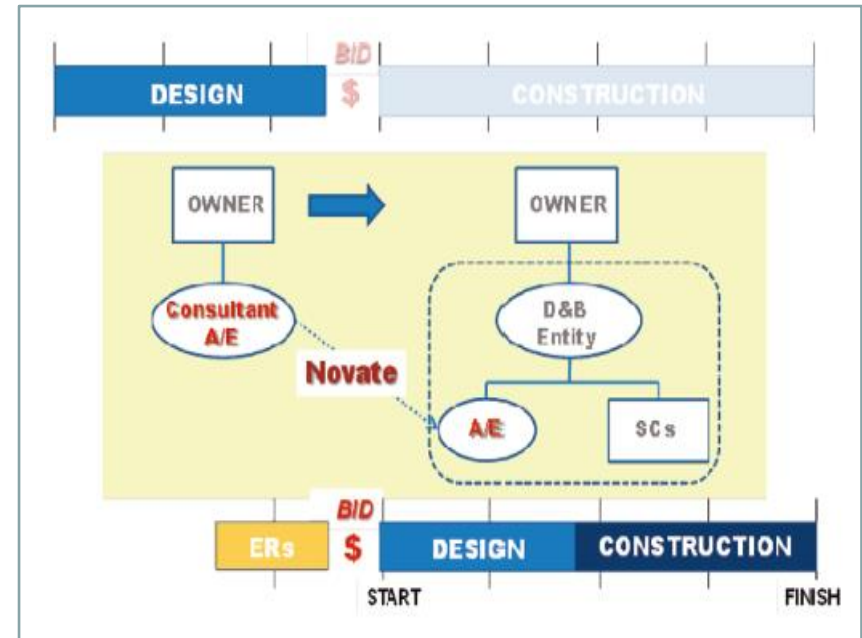 BID
DESIGN $ CONSTRUCTION
OWNER OWNER
Consultant
A/E
D&B
Entity
Novate
A/E SCs
BID
ERs $ DESIGN CONSTRUCTION
START FINISH